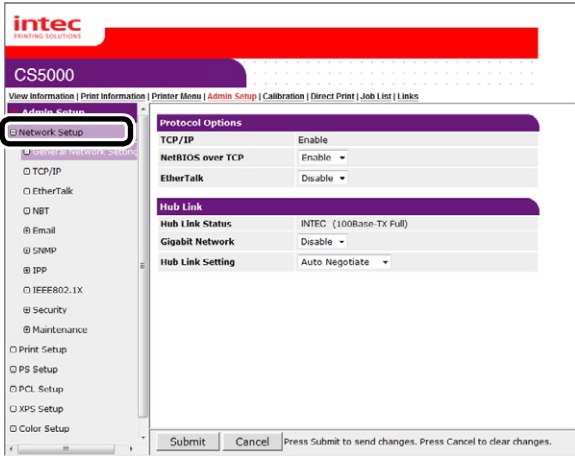 intec
PRINTING SOLUTIONS
CS5000
View Information | Print Information | Printer Menu | Admin Setup | Calibration | Direct Print | Job List | Links
Admin Setup
Network Setup
General Network Setting
TCP/IP
EtherTalk
NBT
Email
SNMP
IPP
IEEE802.1X
Security
Maintenance
Print Setup
PS Setup
PCL Setup
XPS Setup
Color Setup
Protocol Options
TCP/IP Enable
NetBIOS over TCP Enable
EtherTalk Disable
Hub Link
Hub Link Status INTEC (100Base-TX Full)
Gigabit Network Disable
Hub Link Setting Auto Negotiate
Submit Cancel Press Submit to send changes. Press Cancel to clear changes.